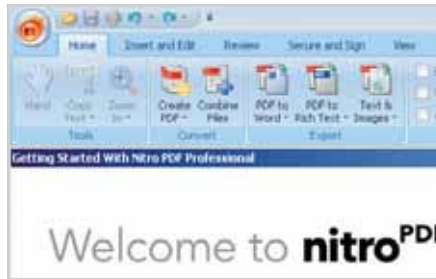 Home Insert and Edit Review Secure and Sign View
Hand Copy Text Zoom In Create PDF Combine Files PDF to Word PDF to Rich Text Text & Images
Tools Convert Export
Getting Started With Nitro PDF Professional
Welcome to nitroPDF